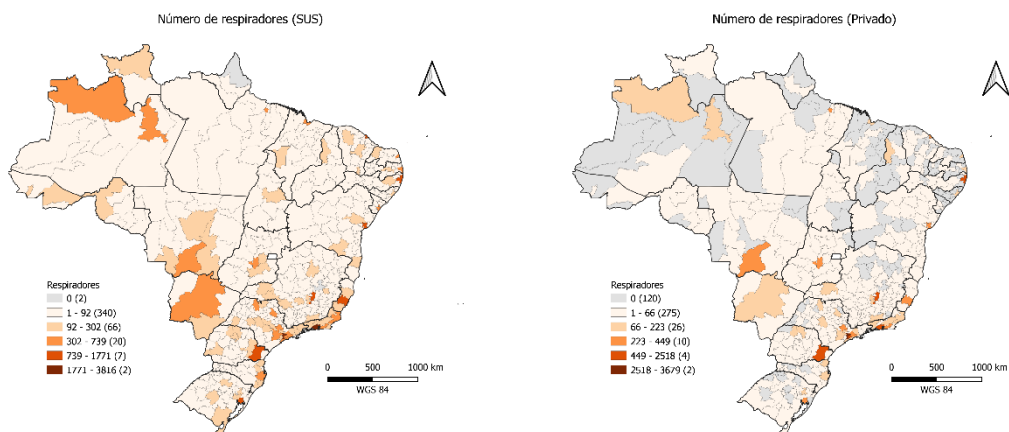 Número de respiradores (SUS)
Respiradores
0 (2)
1 - 92 (340)
92 - 302 (66)
302 - 739 (20)
739 - 1771 (7)
1771 - 3816 (2)
0 500 1000 km
WGS 84
Número de respiradores (Privado)
Respiradores
0 (120)
1 - 66 (275)
66 - 223 (26)
223 - 449 (10)
449 - 2518 (4)
2518 - 3679 (2)
0 500 1000 km
WGS 84